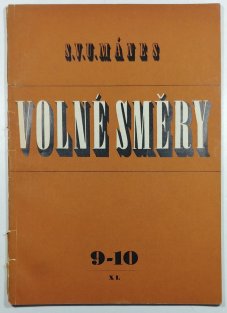 S.V.U.MÁNES
VOLNÉ SMĚRY
9-10
XL